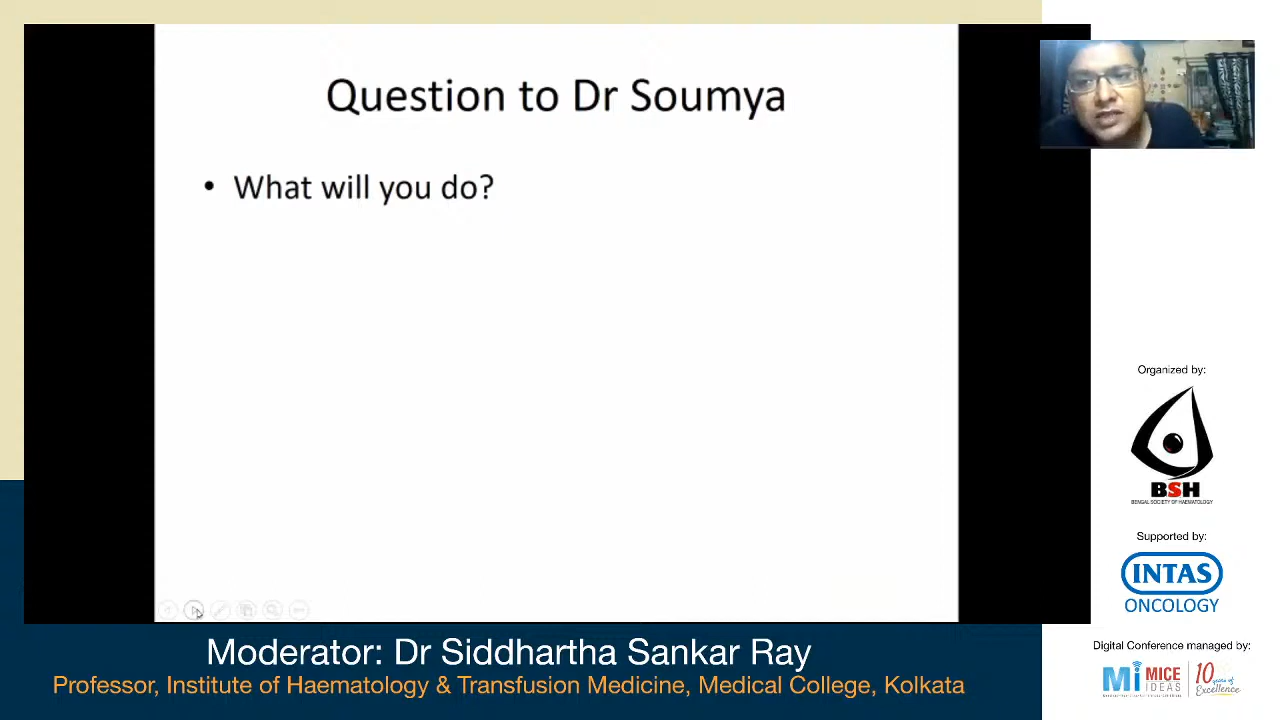 Question to Dr Soumya
• What will you do?
Organized by:
BSH
BENGAL SOCIETY OF HAEMATOLOGY
Supported by:
INTAS
ONCOLOGY
Digital Conference managed by:
Mi MICE IDEAS
10 years of Excellence
Moderator: Dr Siddhartha Sankar Ray
Professor, Institute of Haematology & Transfusion Medicine, Medical College, Kolkata